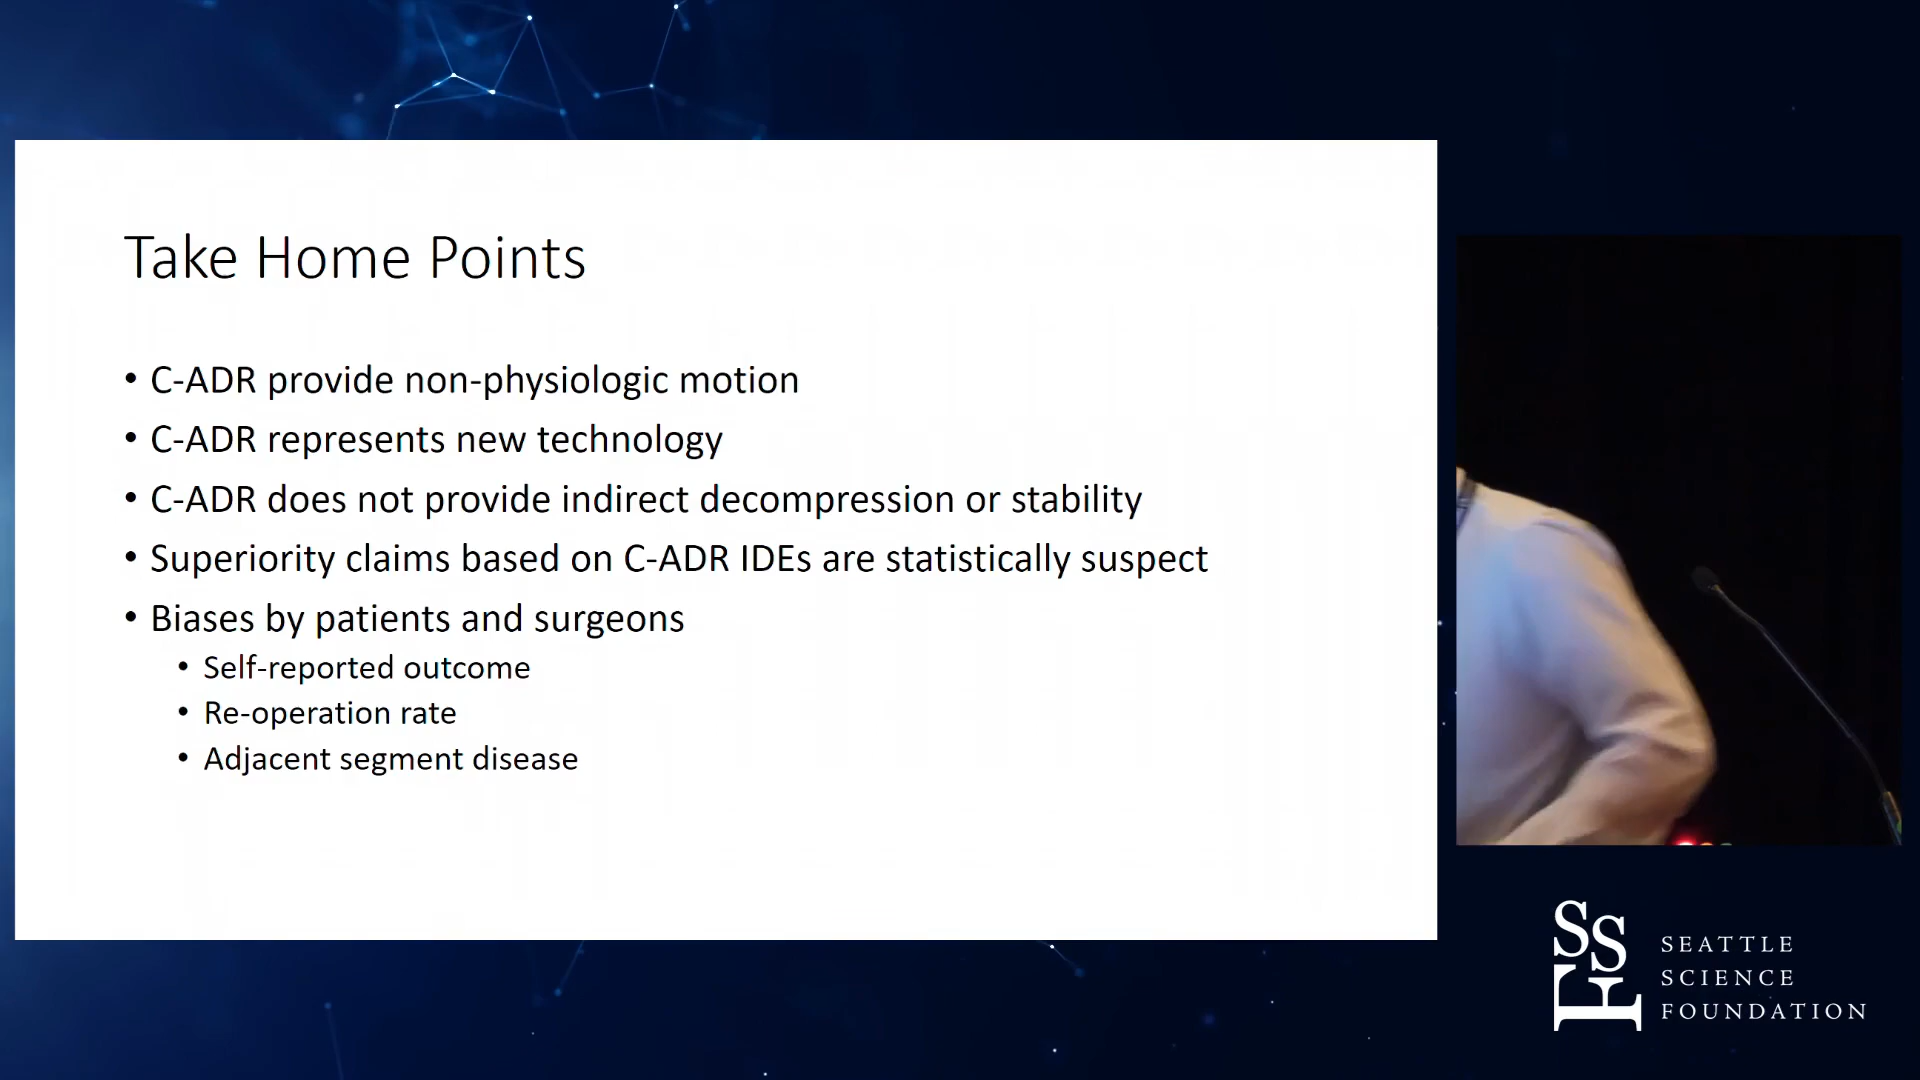 Take Home Points
• C-ADR provide non-physiologic motion
• C-ADR represents new technology
• C-ADR does not provide indirect decompression or stability
• Superiority claims based on C-ADR IDEs are statistically suspect
• Biases by patients and surgeons
• Self-reported outcome
• Re-operation rate
• Adjacent segment disease
SSF
SEATTLE
SCIENCE
FOUNDATION